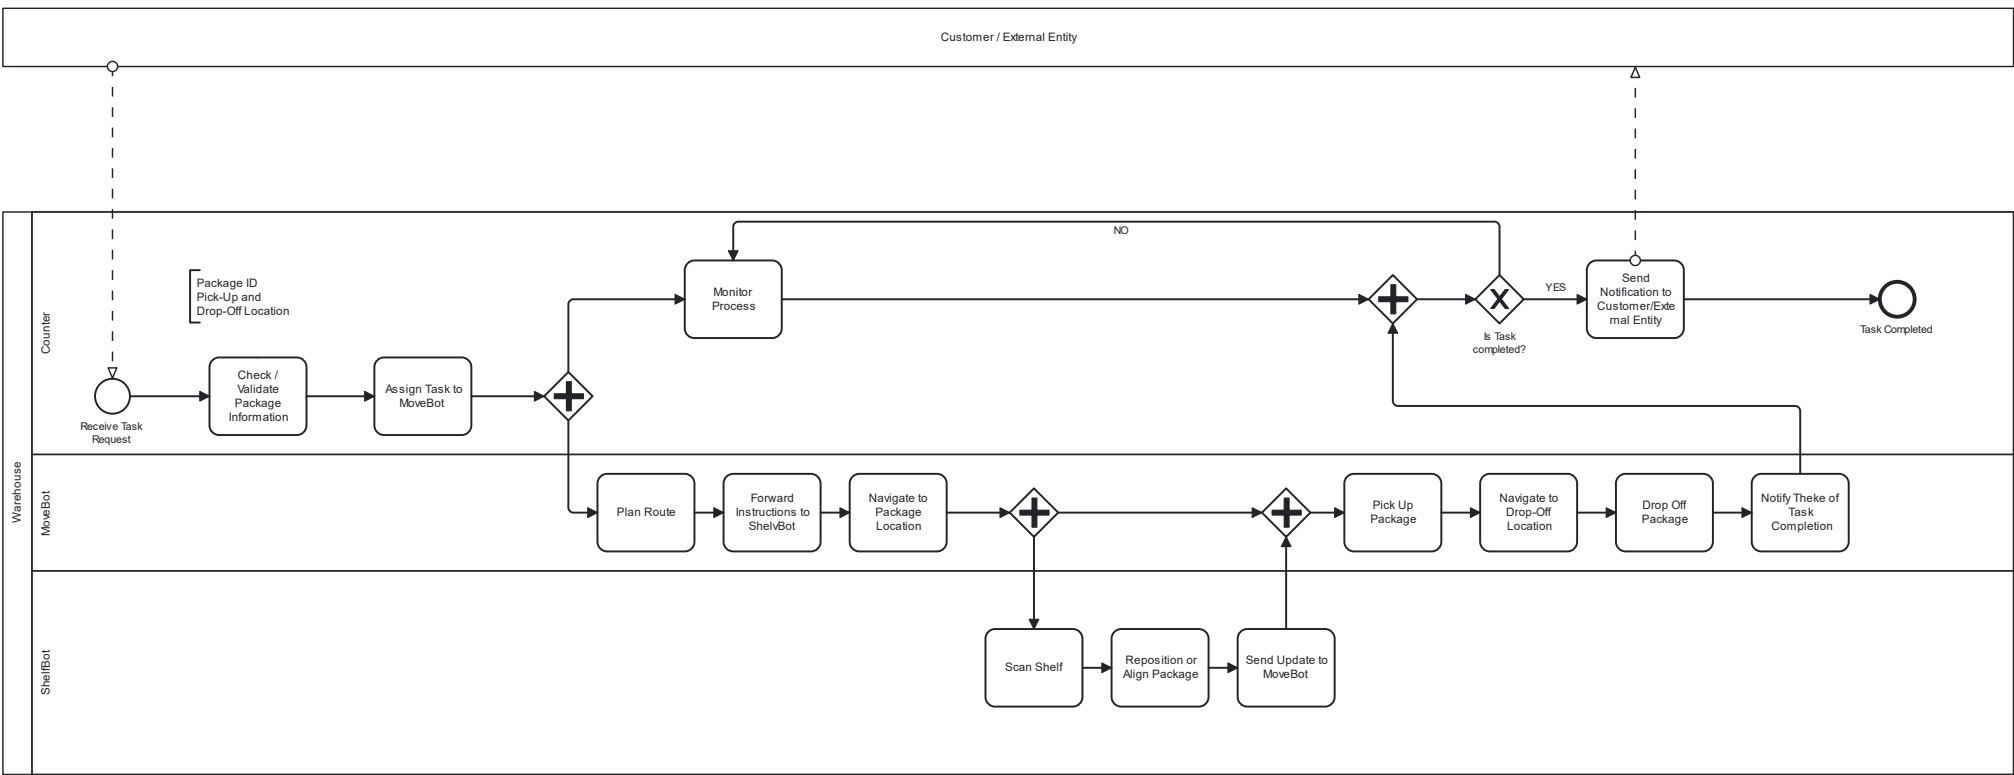 Customer / External Entity
Warehouse
Counter
Package ID
Pick-Up and
Drop-Off Location
Receive Task
Request
Check /
Validate
Package
Information
Assign Task to
MoveBot
Monitor
Process
NO
Is Task
completed?
YES
Send
Notification to
Customer/Exte
rnal Entity
Task Completed
MoveBot
Plan Route
Forward
Instructions to
ShelvBot
Navigate to
Package
Location
Pick Up
Package
Navigate to
Drop-Off
Location
Drop Off
Package
Notify Theke of
Task
Completion
ShelfBot
Scan Shelf
Reposition or
Align Package
Send Update to
MoveBot